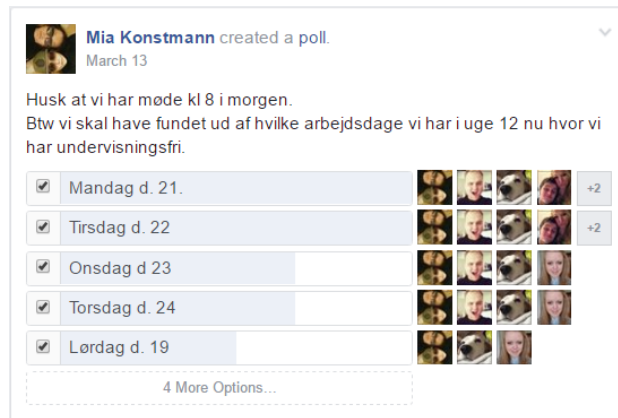 Mia Konstmann created a poll.
March 13
Husk at vi har møde kl 8 i morgen.
Btw vi skal have fundet ud af hvilke arbejdsdage vi har i uge 12 nu hvor vi
har undervisningsfri.
Mandag d. 21.
+2
Tirsdag d. 22
+2
Onsdag d 23
Torsdag d. 24
Lørdag d. 19
4 More Options...